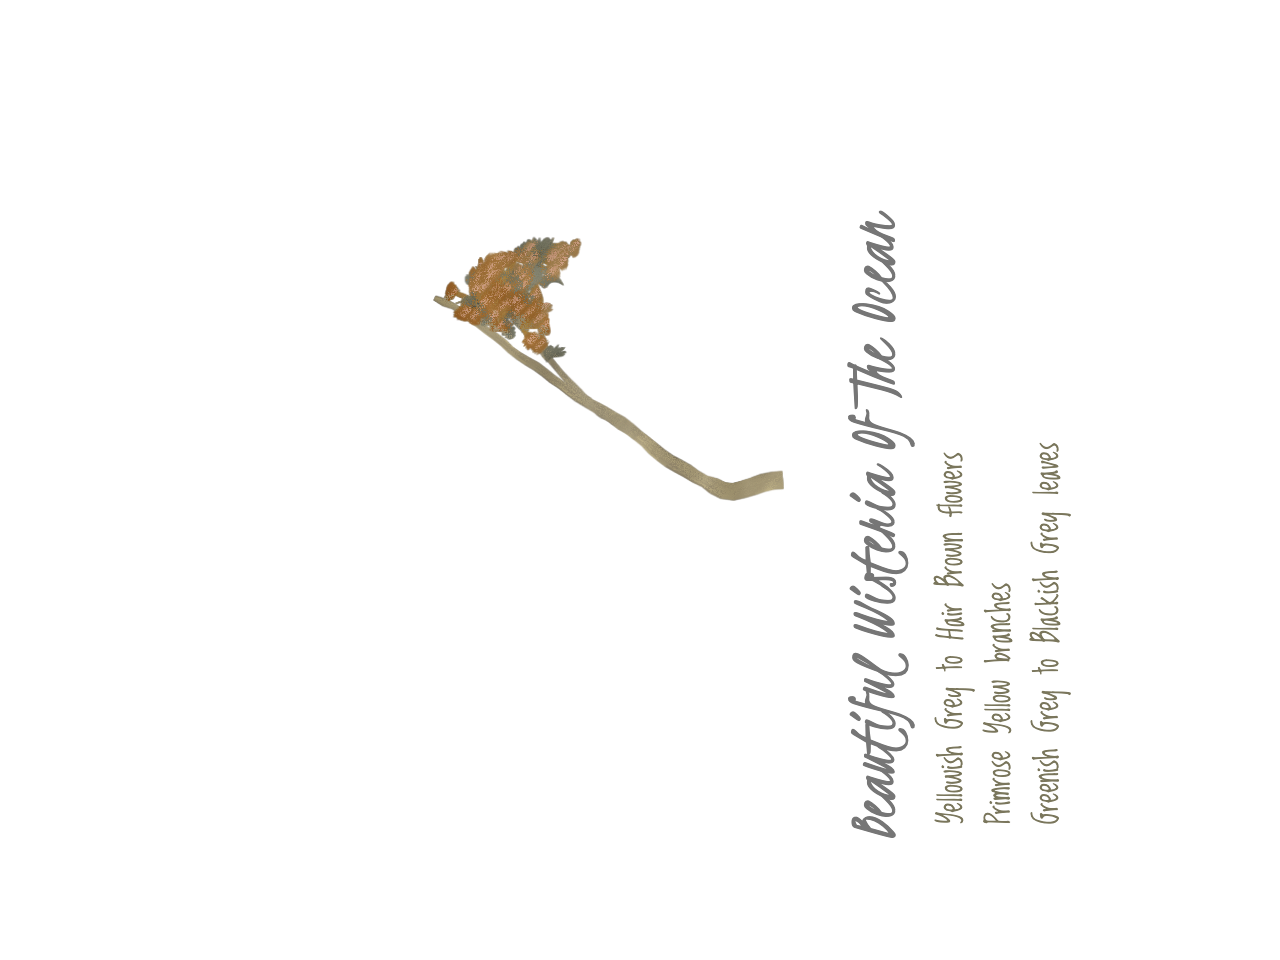 Beautiful Wisteria Of The Ocean
Yellowish Grey to Hair Brown flowers
Primrose Yellow branches
Greenish Grey to Blackish Grey leaves